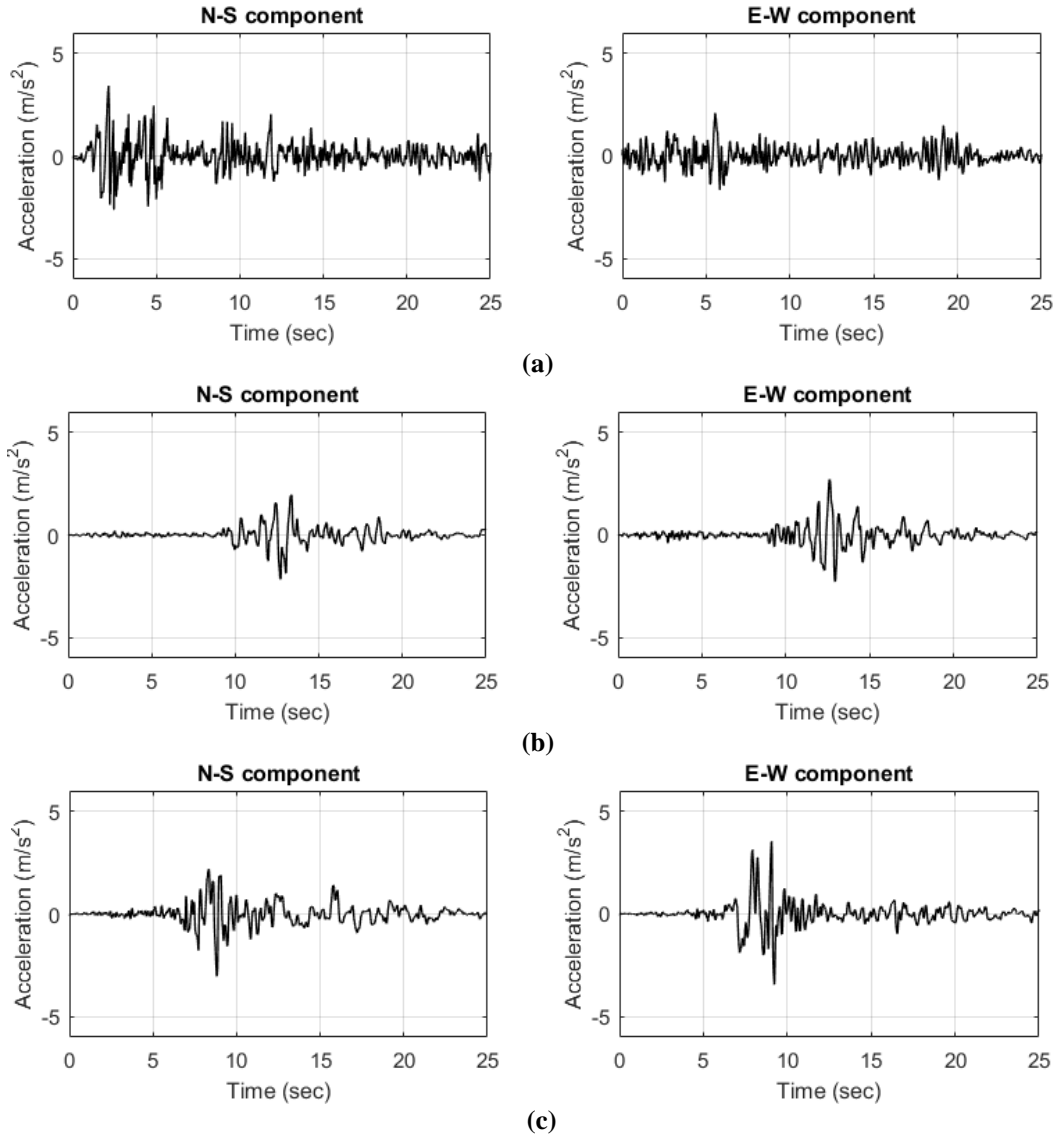 N-S component
E-W component
Acceleration (m/s²)
5
0
-5
0 5 10 15 20 25
Time (sec)
Acceleration (m/s²)
5
0
-5
0 5 10 15 20 25
Time (sec)
(a)
N-S component
E-W component
Acceleration (m/s²)
5
0
-5
0 5 10 15 20 25
Time (sec)
Acceleration (m/s²)
5
0
-5
0 5 10 15 20 25
Time (sec)
(b)
N-S component
E-W component
Acceleration (m/s²)
5
0
-5
0 5 10 15 20 25
Time (sec)
Acceleration (m/s²)
5
0
-5
0 5 10 15 20 25
Time (sec)
(c)